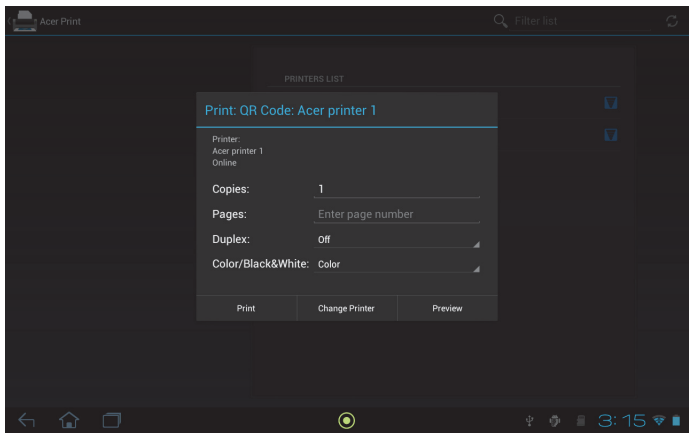 Acer Print
Filter list
PRINTERS LIST
Print: QR Code: Acer printer 1
Printer:
Acer printer 1
Online
Copies: 1
Pages: Enter page number
Duplex: Off
Color/Black&White: Color
Print Change Printer Preview
3:15